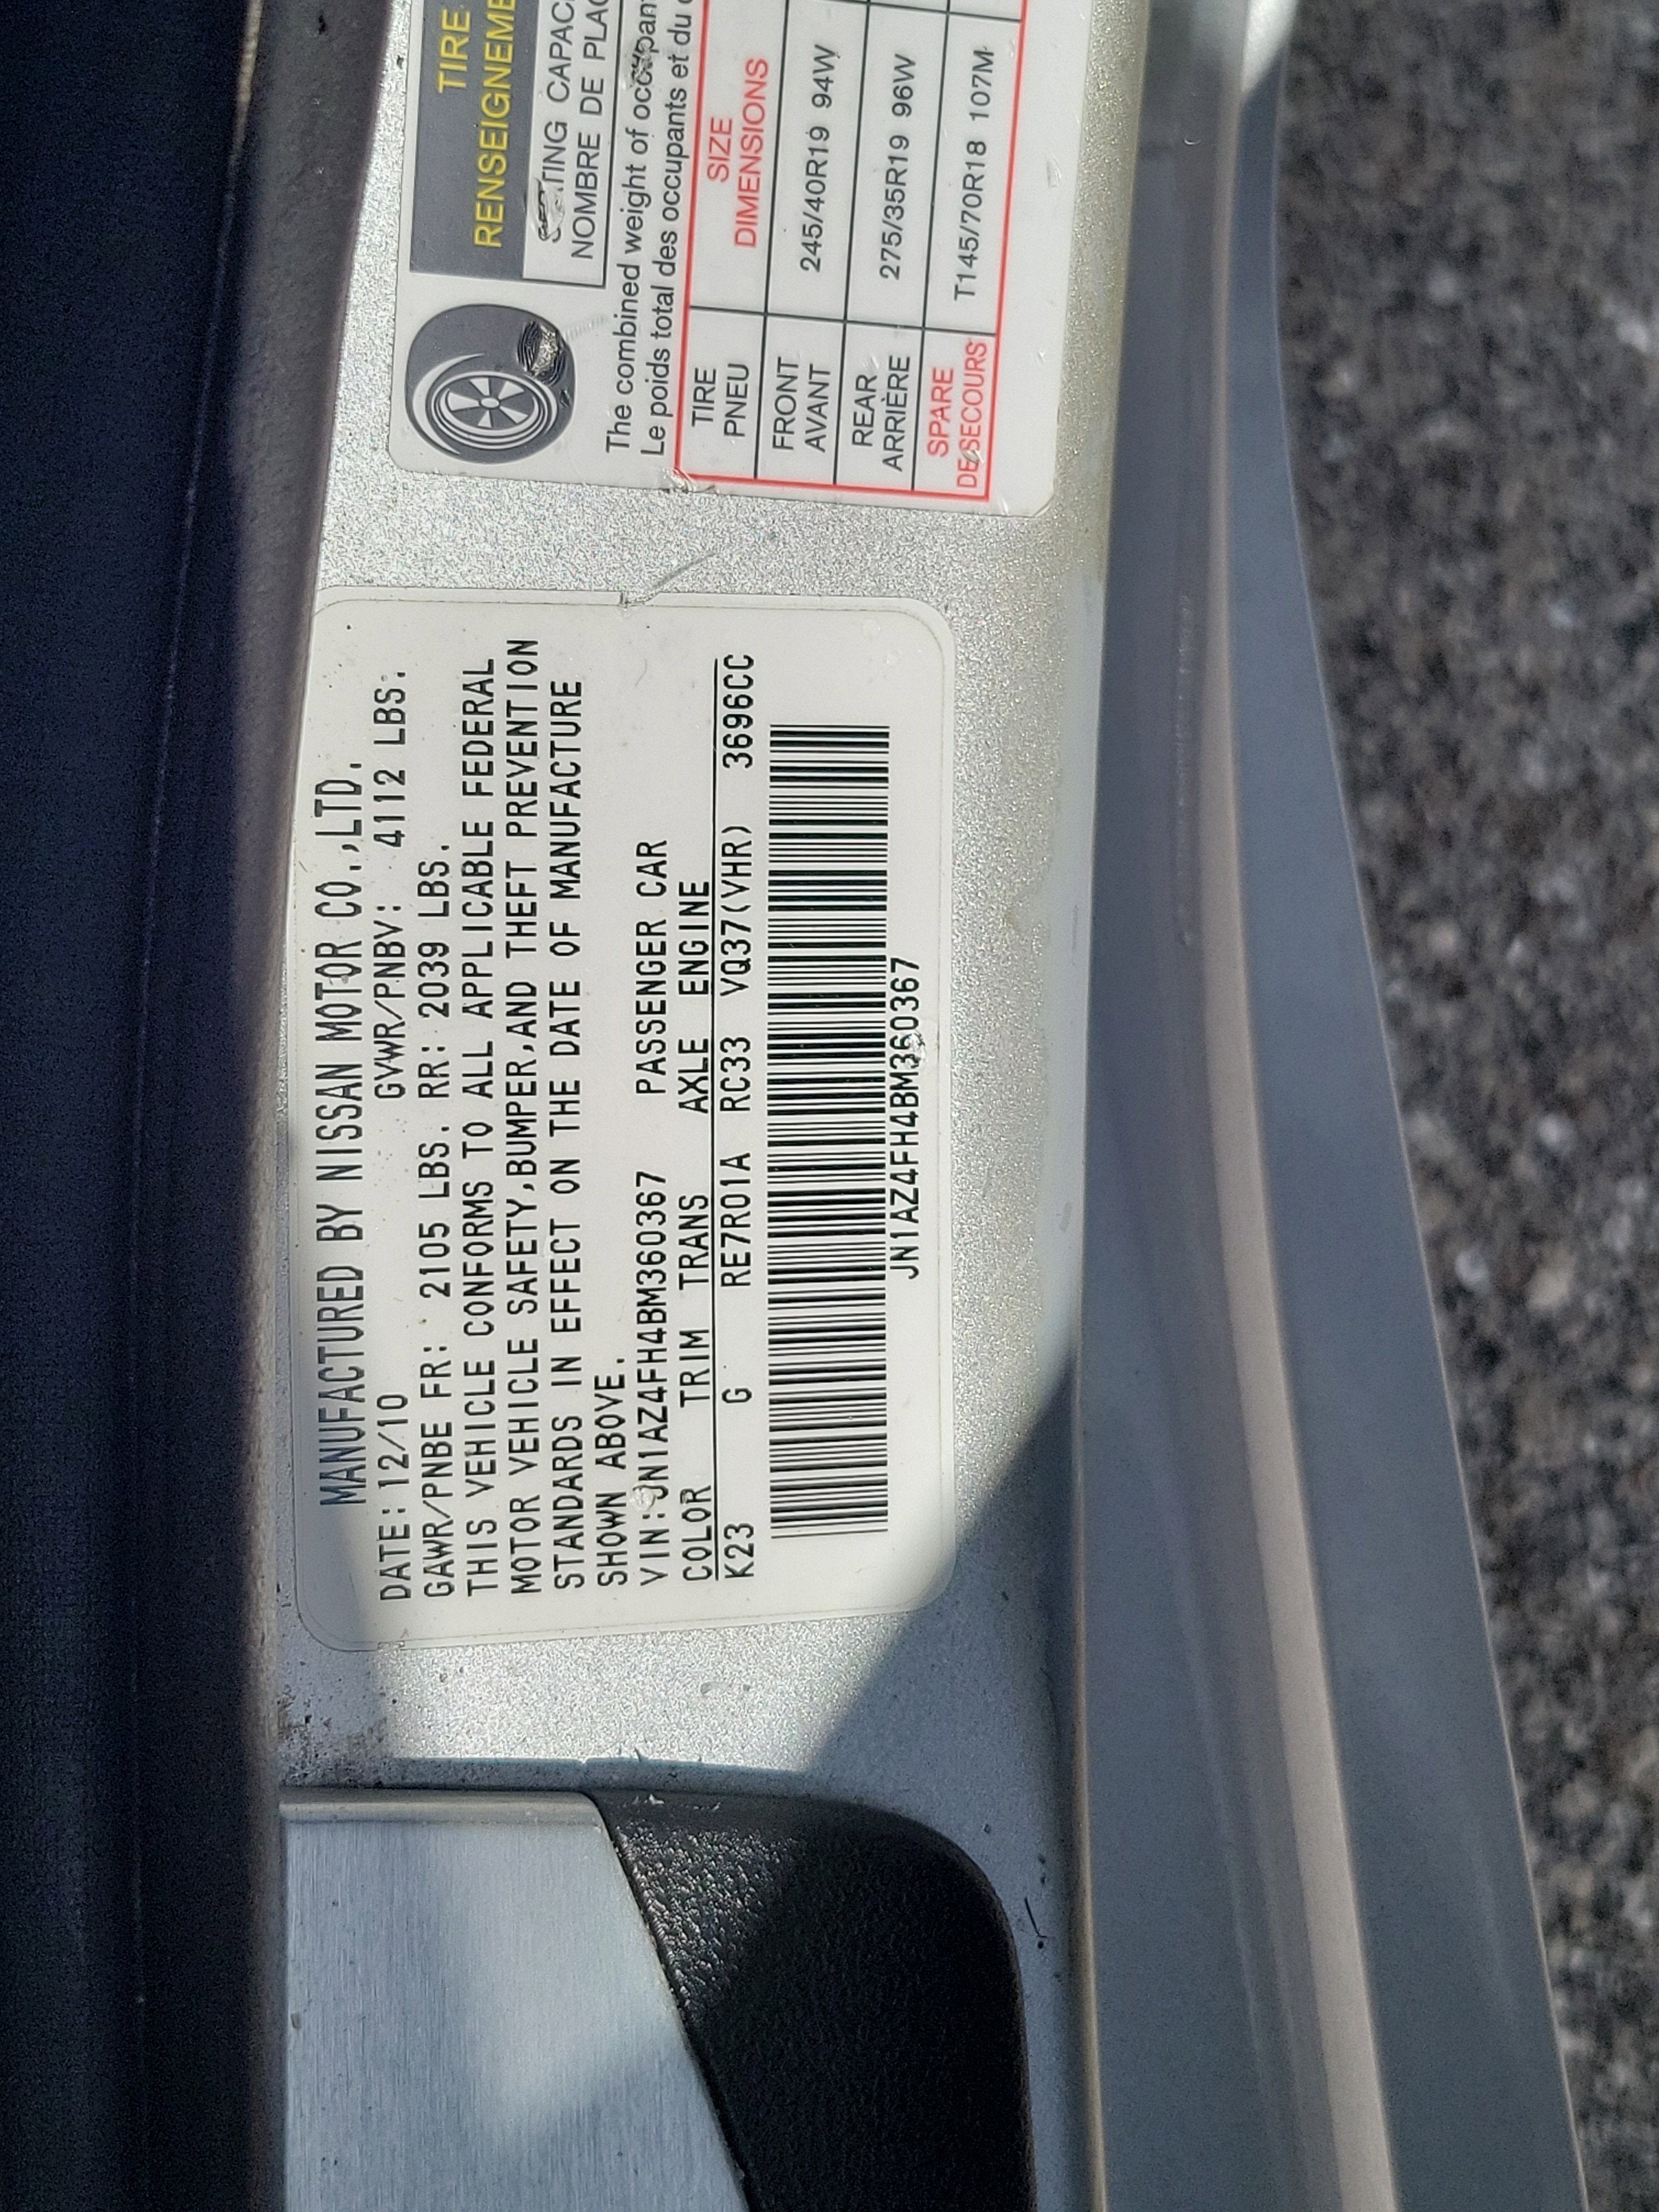 MANUFACTURED BY NISSAN MOTOR CO.,LTD.
DATE: 12/10 GVWR/PNBV: 4112 LBS.
GAWR/PNBE FR: 2105 LBS. RR: 2039 LBS.
THIS VEHICLE CONFORMS TO ALL APPLICABLE FEDERAL
MOTOR VEHICLE SAFETY,BUMPER,AND THEFT PREVENTION
STANDARDS IN EFFECT ON THE DATE OF MANUFACTURE
SHOWN ABOVE.
VIN:JN1AZ4FH4BM360367 PASSENGER CAR
COLOR TRIM TRANS AXLE ENGINE
K23 G RE7R01A RC33 VQ37(VHR) 3696CC
JN1AZ4FH4BM360367
TIRE
NOMBRE DE
The combined weight of
Le poids total des occupants et du
TIRE SIZE
PNEU DIMENSIONS
FRONT 245/40R19 94W
AVANT
REAR 275/35R19 96W
ARRIÈRE
SPARE T145/70R18 107M
DE SECOURS